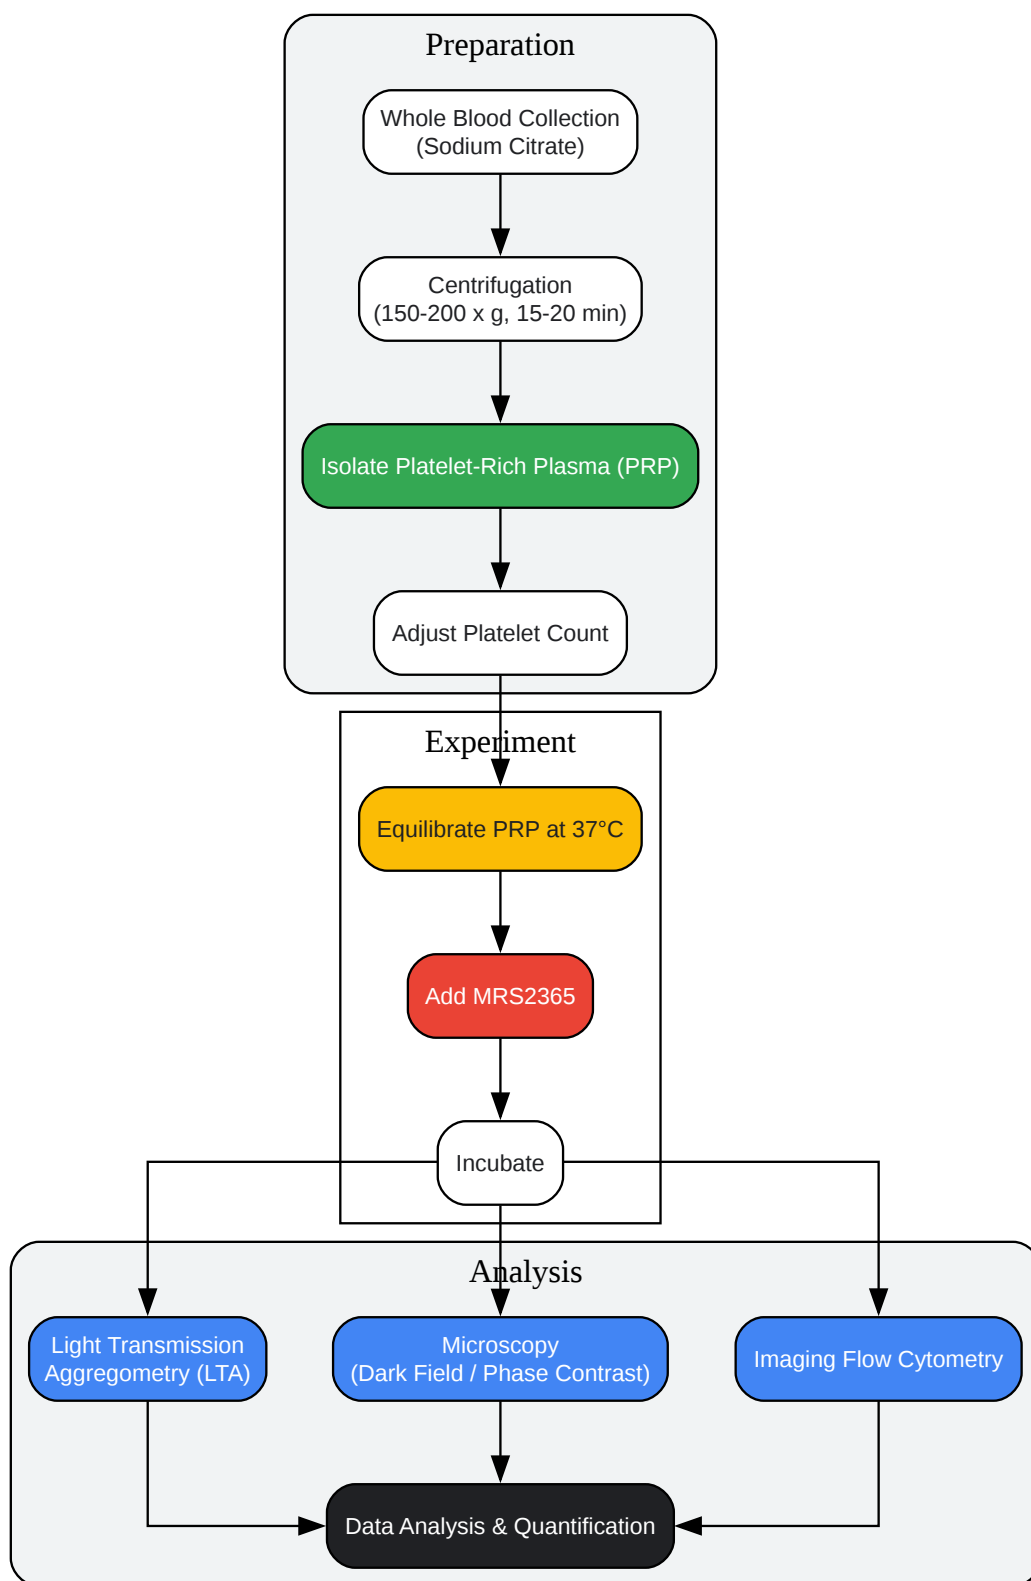 Preparation
Whole Blood Collection
(Sodium Citrate)
Centrifugation
(150-200 x g, 15-20 min)
Isolate Platelet-Rich Plasma (PRP)
Adjust Platelet Count
Experiment
Equilibrate PRP at 37°C
Add MRS2365
Incubate
Analysis
Light Transmission
Aggregometry (LTA)
Microscopy
(Dark Field / Phase Contrast)
Imaging Flow Cytometry
Data Analysis & Quantification